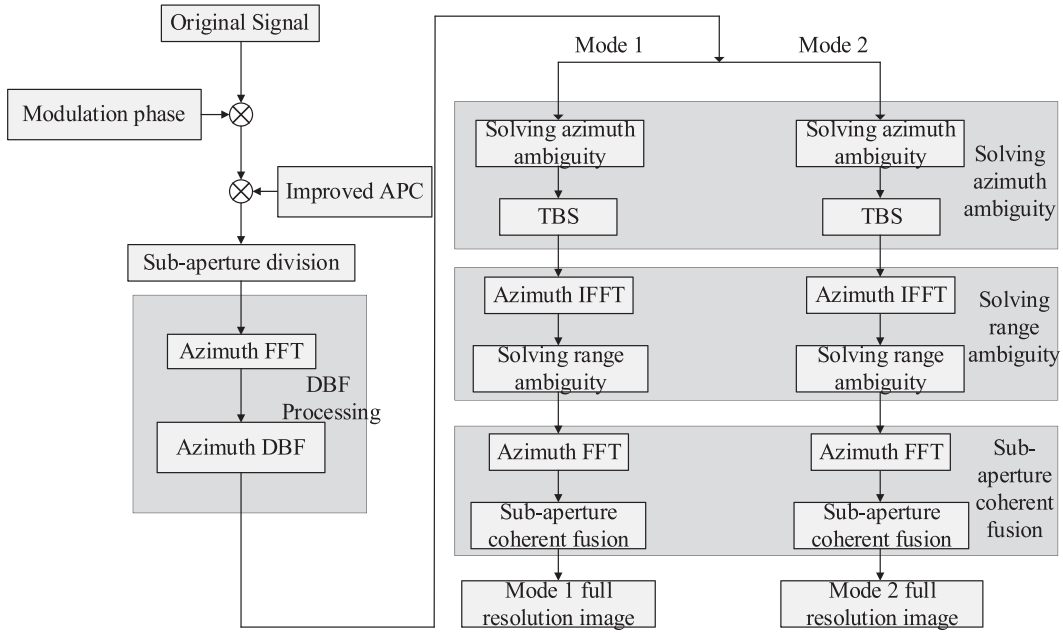 Original Signal
Modulation phase
Improved APC
Sub-aperture division
Azimuth FFT
DBF
Processing
Azimuth DBF
Mode 1
Mode 2
Solving azimuth
ambiguity
Solving azimuth
ambiguity
Solving
azimuth
ambiguity
TBS
TBS
Azimuth IFFT
Azimuth IFFT
Solving
range
ambiguity
Solving range
ambiguity
Solving range
ambiguity
Azimuth FFT
Azimuth FFT
Sub-
aperture
coherent
fusion
Sub-aperture
coherent fusion
Sub-aperture
coherent fusion
Mode 1 full
resolution image
Mode 2 full
resolution image